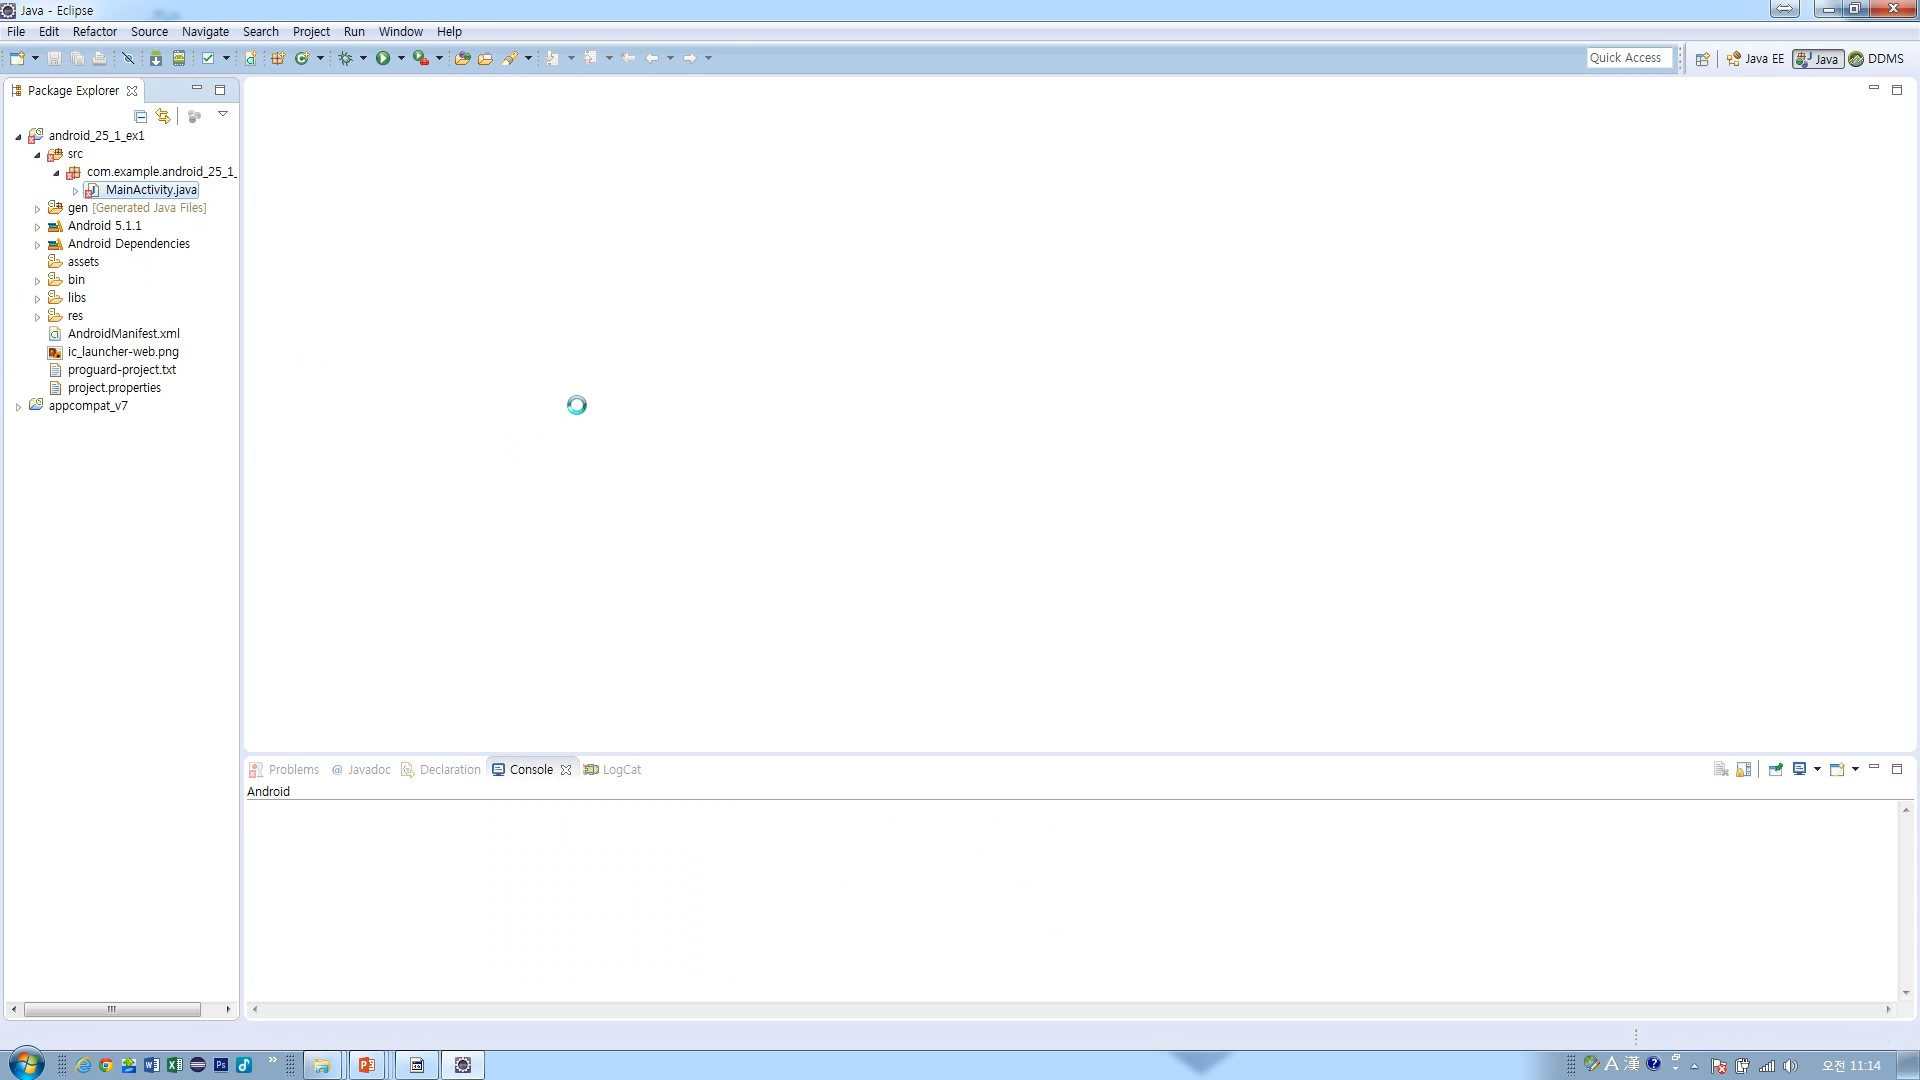 Java - Eclipse
File Edit Refactor Source Navigate Search Project Run Window Help
Quick Access Java EE Java DDMS
Package Explorer
android_25_1_ex1
src
com.example.android_25_1_
MainActivity.java
gen [Generated Java Files]
Android 5.1.1
Android Dependencies
assets
bin
libs
res
AndroidManifest.xml
ic_launcher-web.png
proguard-project.txt
project.properties
appcompat_v7
Problems @ Javadoc Declaration Console LogCat
Android
A 漢 오전 11:14